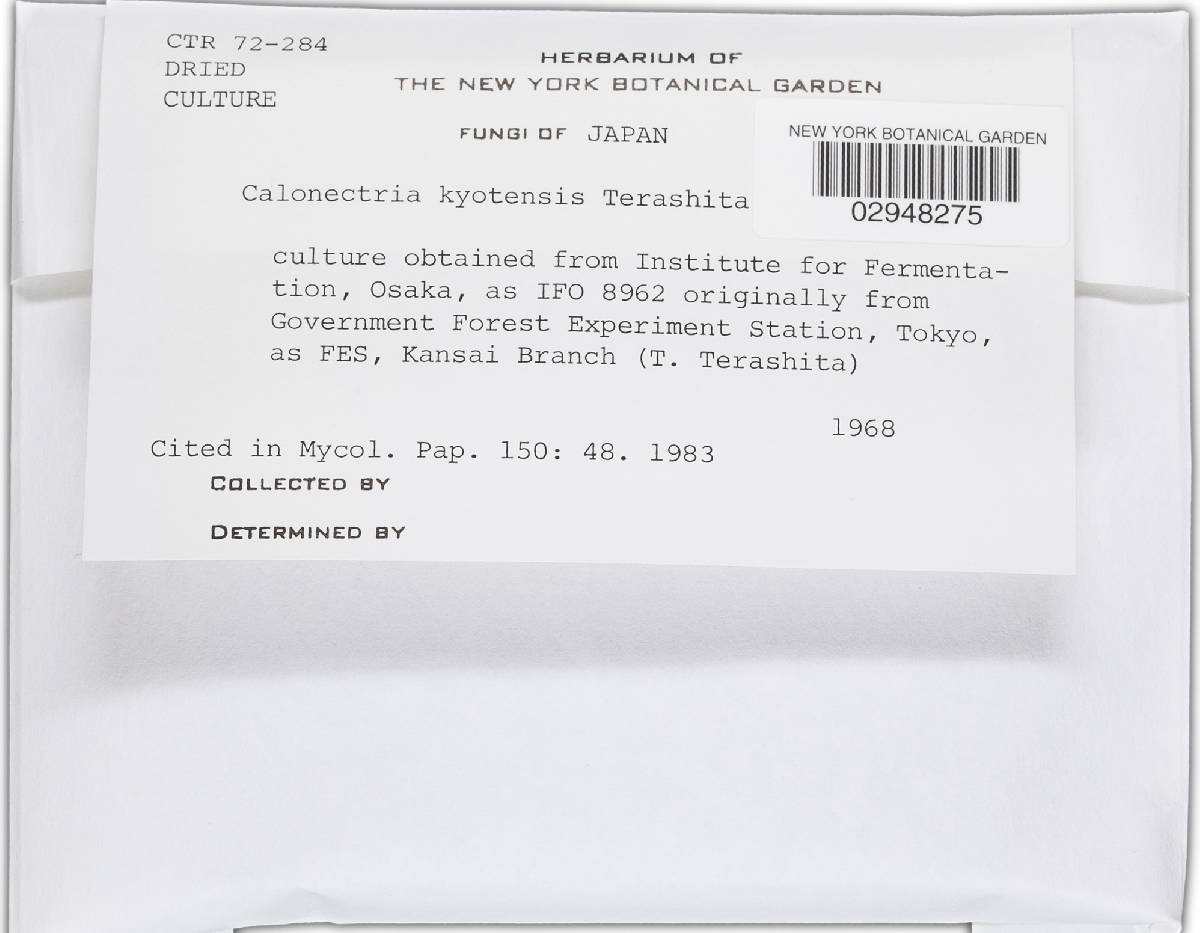 CTR 72-284
DRIED
CULTURE
HERBARIUM OF
THE NEW YORK BOTANICAL GARDEN
FUNGI OF JAPAN
NEW YORK BOTANICAL GARDEN
02948275
Calonectria kyotensis Terashita
culture obtained from Institute for Fermenta-
tion, Osaka, as IFO 8962 originally from
Government Forest Experiment Station, Tokyo,
as FES, Kansai Branch (T. Terashita)
1968
Cited in Mycol. Pap. 150: 48. 1983
COLLECTED BY
DETERMINED BY